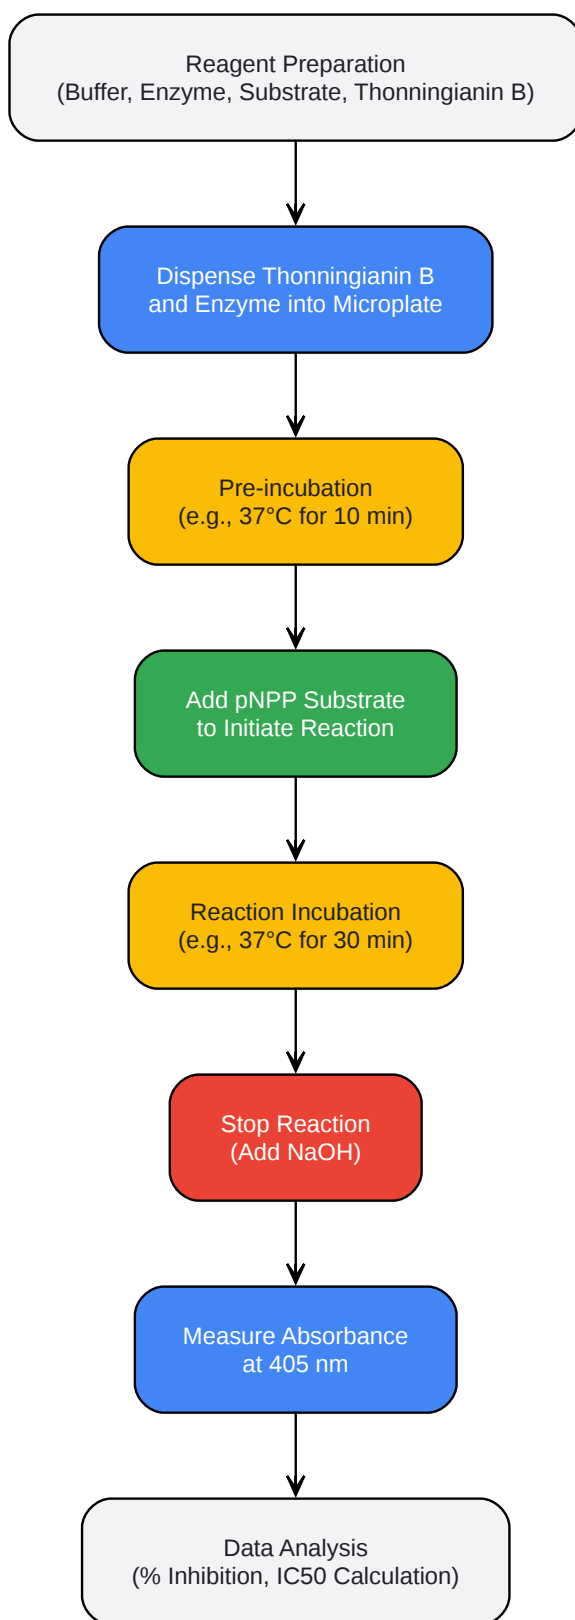 Reagent Preparation
(Buffer, Enzyme, Substrate, Thonningianin B)
Dispense Thonningianin B
and Enzyme into Microplate
Pre-incubation
(e.g., 37°C for 10 min)
Add pNPP Substrate
to Initiate Reaction
Reaction Incubation
(e.g., 37°C for 30 min)
Stop Reaction
(Add NaOH)
Measure Absorbance
at 405 nm
Data Analysis
(% Inhibition, IC50 Calculation)